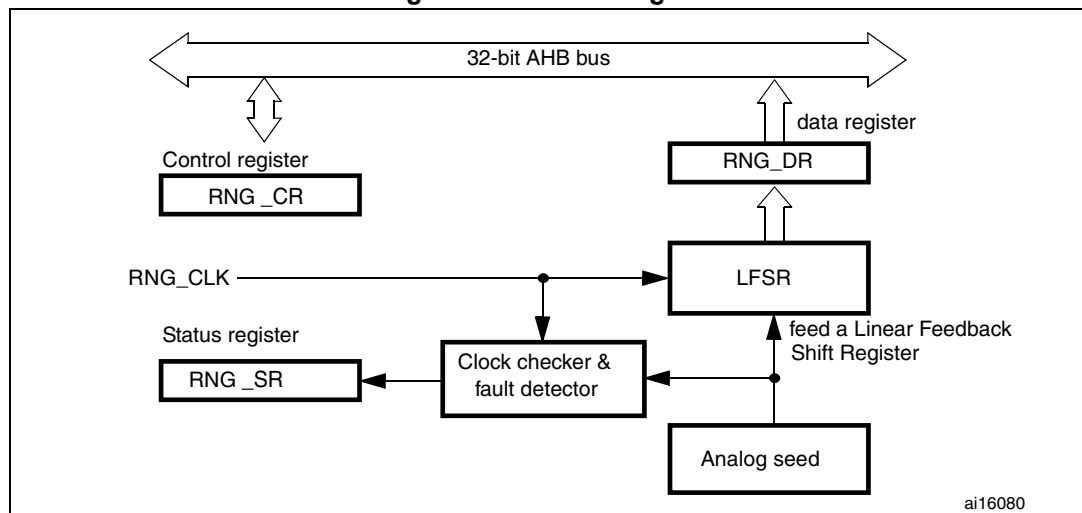 32-bit AHB bus
data register
Control register
RNG_DR
RNG _CR
RNG_CLK
LFSR
Status register
feed a Linear Feedback
Shift Register
Clock checker &
fault detector
RNG _SR
Analog seed
ai16080